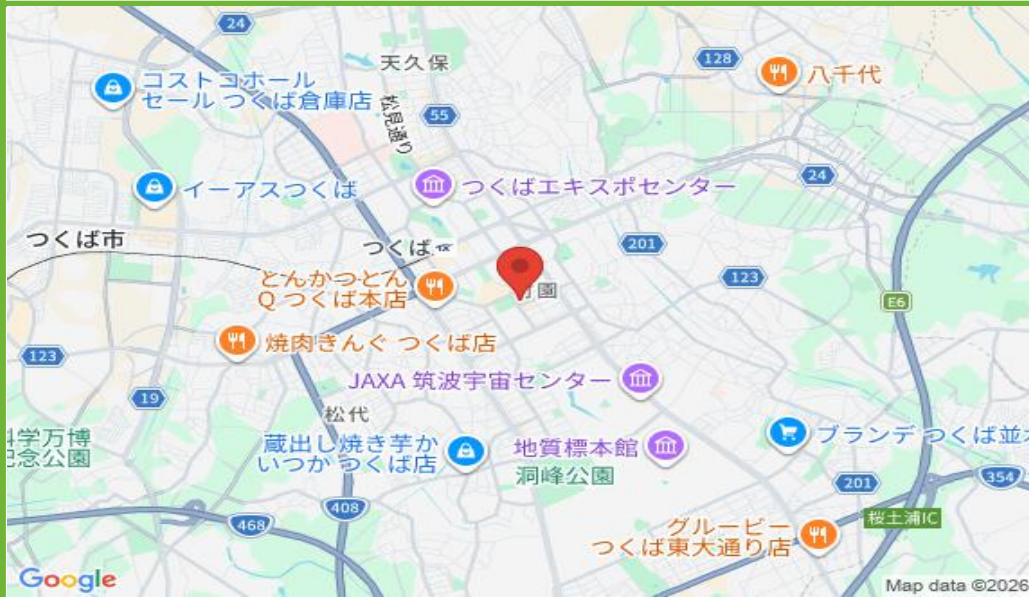 24
天久保
128
八千代
コストコホール
セール つくば倉庫店
松見通り
55
イーアスつくば
つくばエキスポセンター
24
つくば市
つくば
201
123
とんかつとん
Q つくば本店
園
E6
焼肉きんぐ つくば店
123
JAXA 筑波宇宙センター
19
松代
科学万博
記念公園
蔵出し焼き芋か
いつか つくば店
地質標本館
洞峰公園
ブランデ つくば並
201
354
408
468
桜土浦IC
グルービー
つくば東大通り店
Google
Map data ©2026